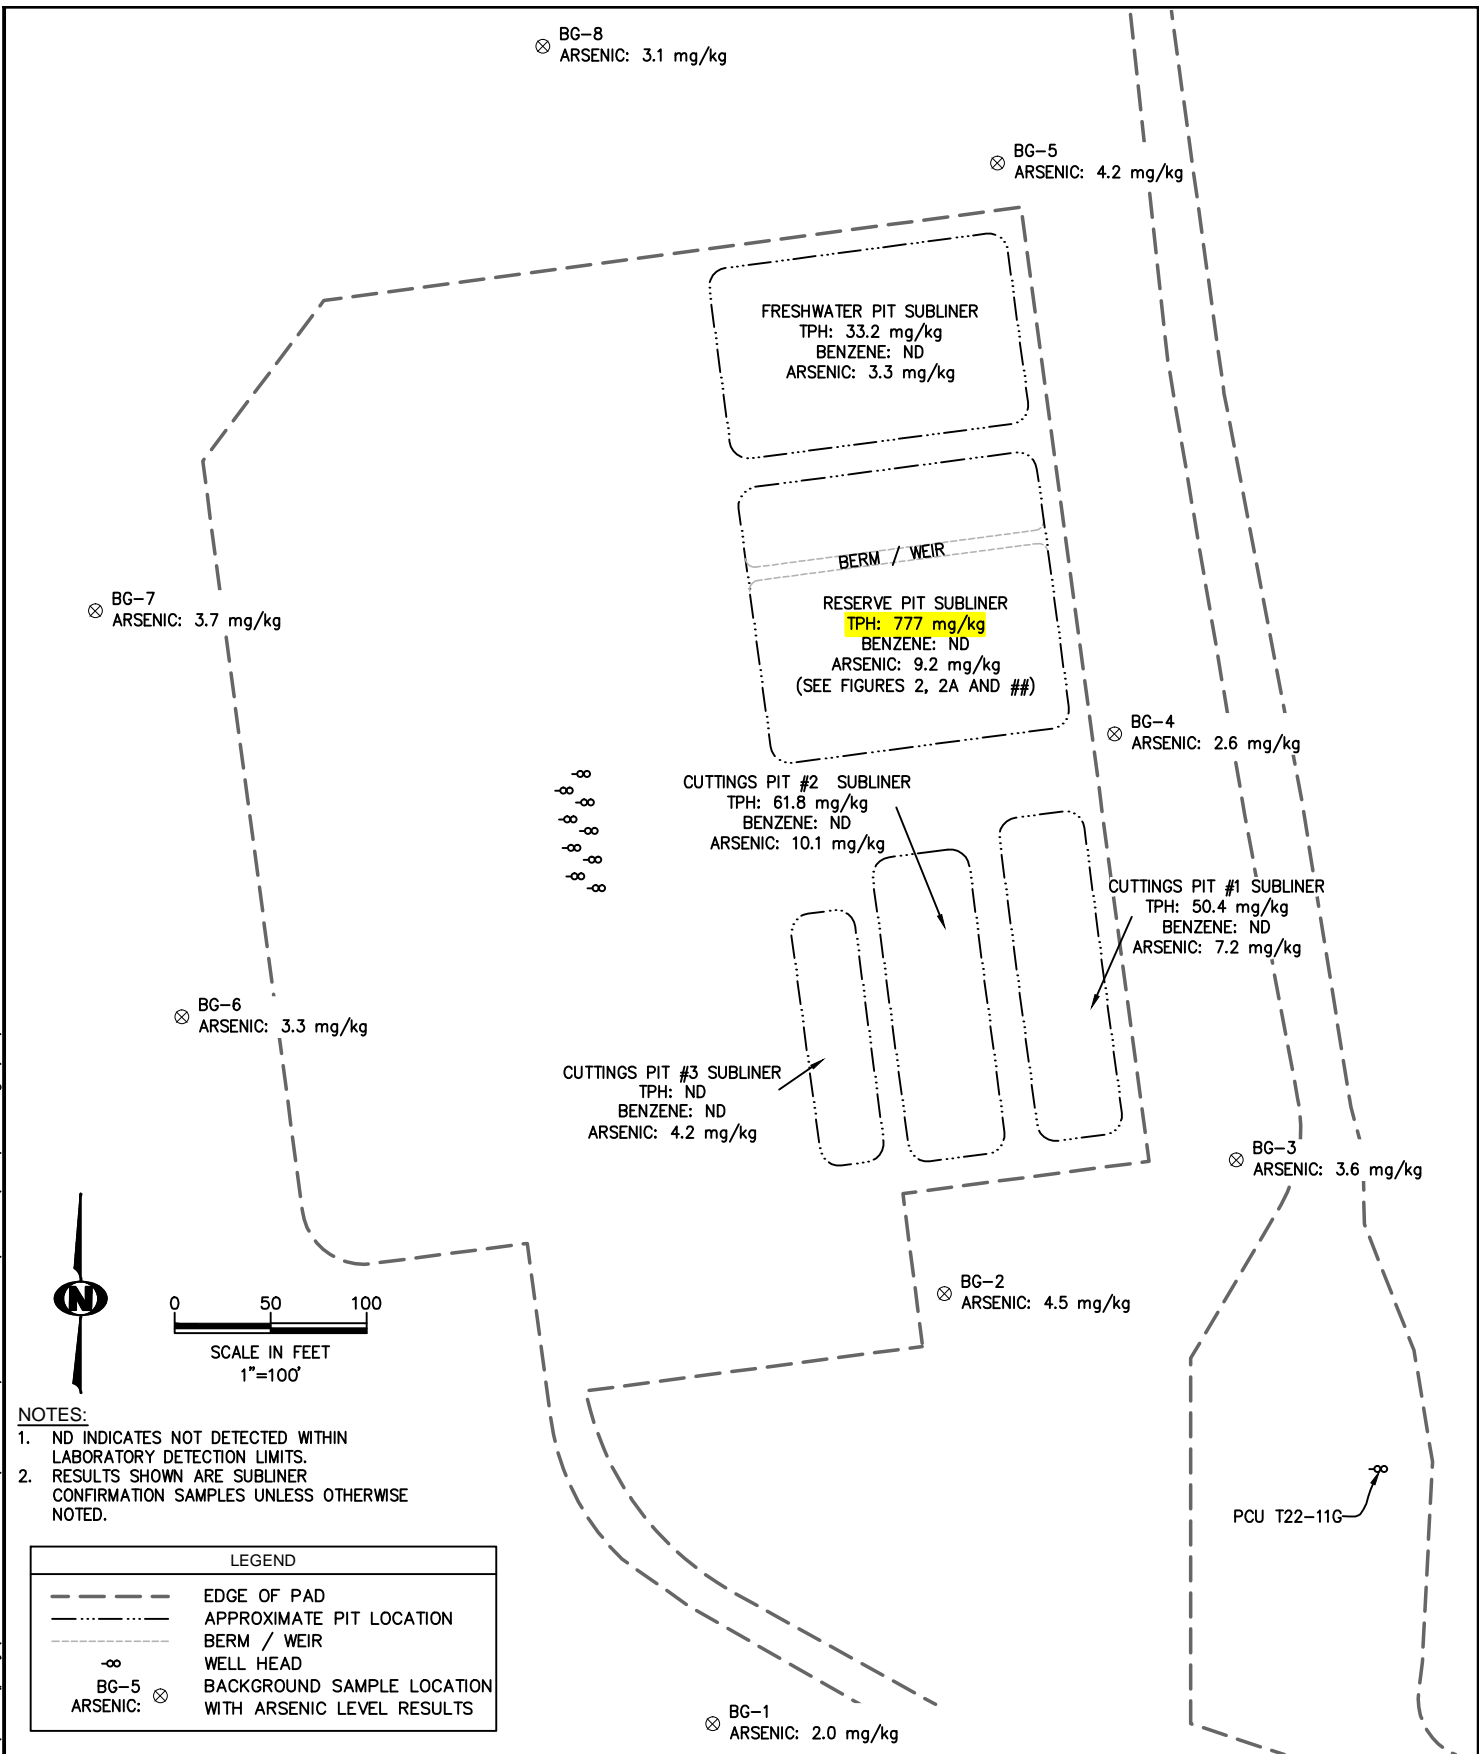 BG-8
ARSENIC: 3.1 mg/kg
BG-5
ARSENIC: 4.2 mg/kg
FRESHWATER PIT SUBLINER
TPH: 33.2 mg/kg
BENZENE: ND
ARSENIC: 3.3 mg/kg
BERM / WEIR
RESERVE PIT SUBLINER
TPH: 777 mg/kg
BENZENE: ND
ARSENIC: 9.2 mg/kg
(SEE FIGURES 2, 2A AND ##)
BG-7
ARSENIC: 3.7 mg/kg
BG-4
ARSENIC: 2.6 mg/kg
CUTTINGS PIT #2 SUBLINER
TPH: 61.8 mg/kg
BENZENE: ND
ARSENIC: 10.1 mg/kg
CUTTINGS PIT #1 SUBLINER
TPH: 50.4 mg/kg
BENZENE: ND
ARSENIC: 7.2 mg/kg
BG-6
ARSENIC: 3.3 mg/kg
CUTTINGS PIT #3 SUBLINER
TPH: ND
BENZENE: ND
ARSENIC: 4.2 mg/kg
BG-3
ARSENIC: 3.6 mg/kg
BG-2
ARSENIC: 4.5 mg/kg
N
0 50 100
SCALE IN FEET
1"=100'
NOTES:
1. ND INDICATES NOT DETECTED WITHIN
LABORATORY DETECTION LIMITS.
2. RESULTS SHOWN ARE SUBLINER
CONFIRMATION SAMPLES UNLESS OTHERWISE
NOTED.
PCU T22-11G
LEGEND
EDGE OF PAD
APPROXIMATE PIT LOCATION
BERM / WEIR
WELL HEAD
BG-5 BACKGROUND SAMPLE LOCATION
ARSENIC: WITH ARSENIC LEVEL RESULTS
BG-1
ARSENIC: 2.0 mg/kg